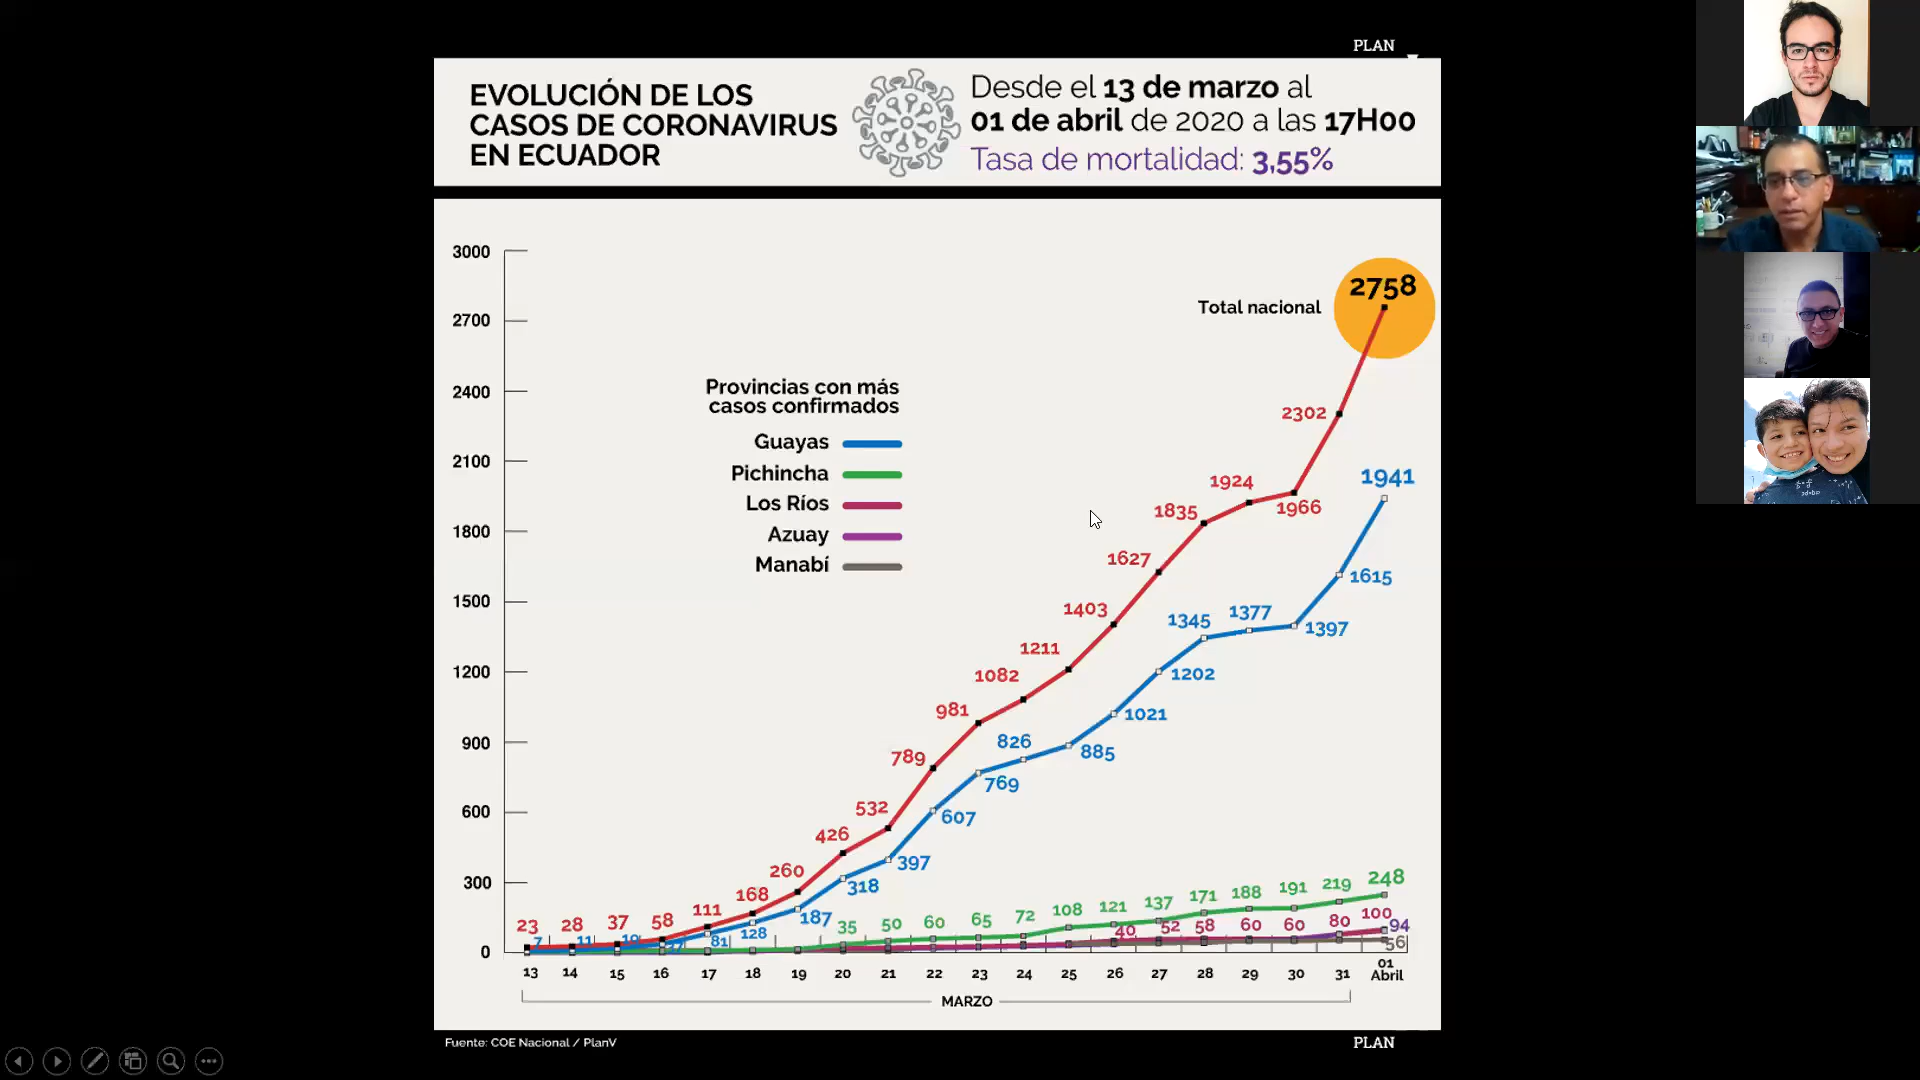 PLAN
EVOLUCIÓN DE LOS
CASOS DE CORONAVIRUS
EN ECUADOR
Desde el 13 de marzo al
01 de abril de 2020 a las 17H00
Tasa de mortalidad: 3,55%
3000
2700
2400
2100
1800
1500
1200
900
600
300
0
Total nacional
2758
Provincias con más
casos confirmados
Guayas
Pichincha
Los Ríos
Azuay
Manabí
23 28 37 58 111 168 260 426 532 789 981 1082 1211 1403 1627 1835 1924 1966 2302
7 11 19 81 128 187 318 397 607 769 826 885 1021 1202 1345 1377 1397 1615 1941
35 50 60 65 72 108 121 137 171 188 191 219 248
40 52 58 60 60 80 100
94
56
13 14 15 16 17 18 19 20 21 22 23 24 25 26 27 28 29 30 31 01
Abril
MARZO
Fuente: COE Nacional / PlanV
PLAN